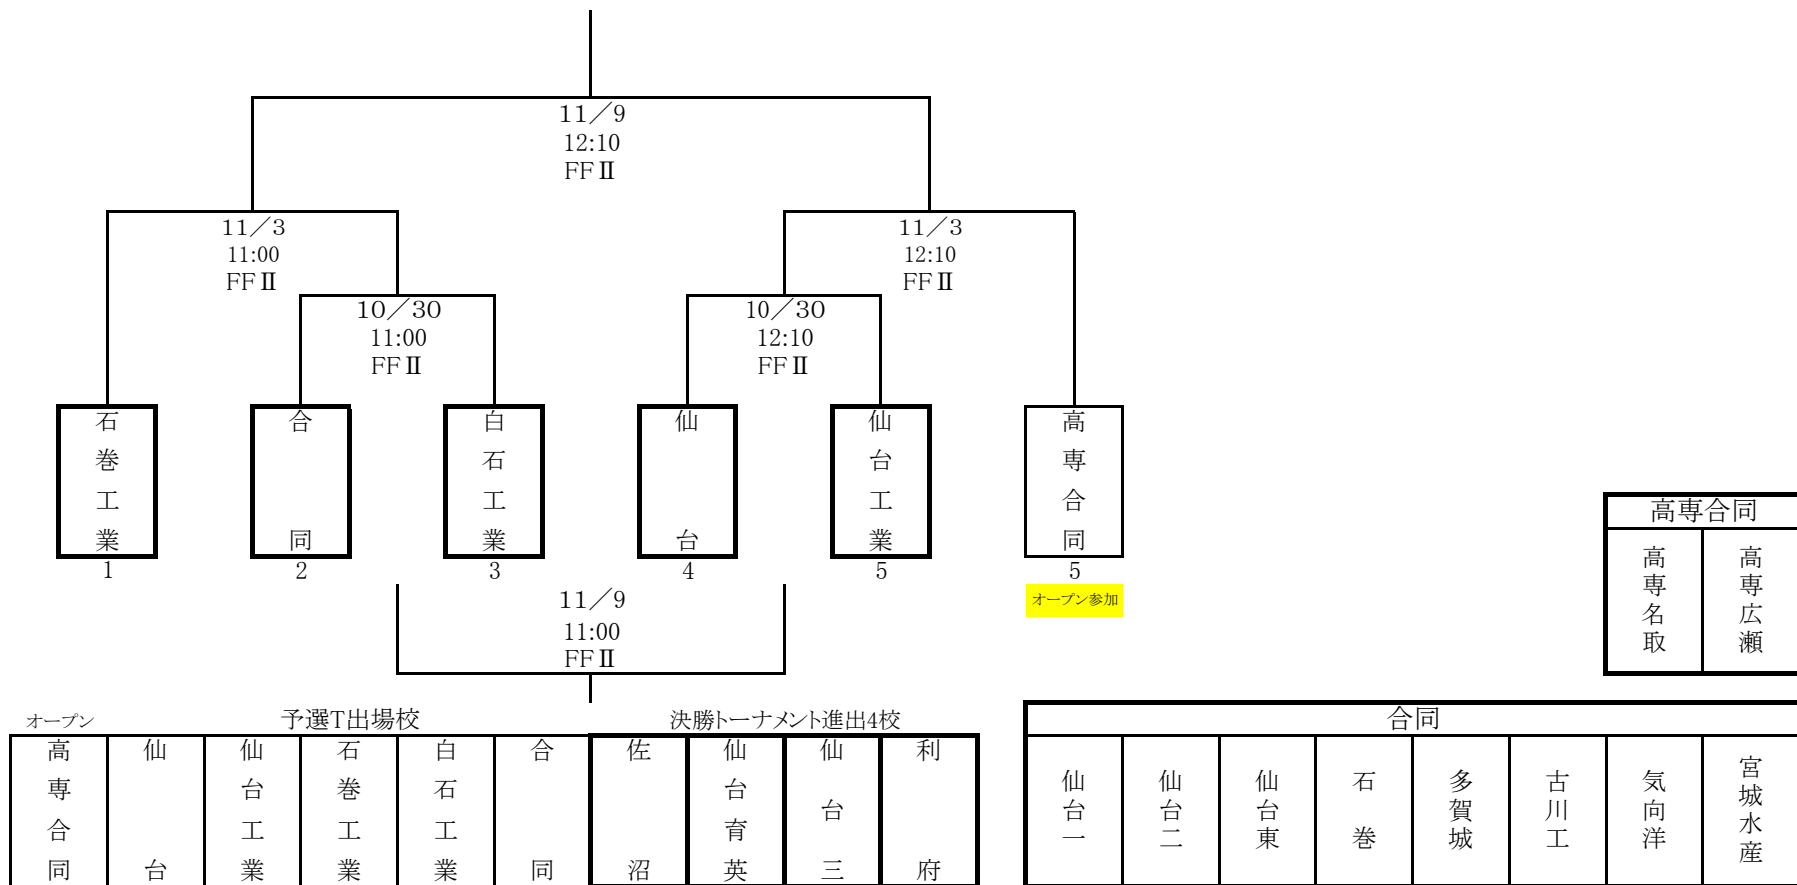 11／9
12:10
FFⅡ
11／3
11:00
FFⅡ
11／3
12:10
FFⅡ
10／30
11:00
FFⅡ
10／30
12:10
FFⅡ
石巻工業
合同
白石工業
仙台
仙台工業
高専合同
1
2
3
4
5
5
オープン参加
11／9
11:00
FFⅡ
高専合同
高専名取
高専広瀬
オープン
予選T出場校
決勝トーナメント進出4校
高専合同
仙台
仙台工業
石巻工業
白石工業
合同
佐沼
仙台育英
仙台三
利府
合同
仙台一
仙台二
仙台東
石巻
多賀城
古川工
気向洋
宮城水産